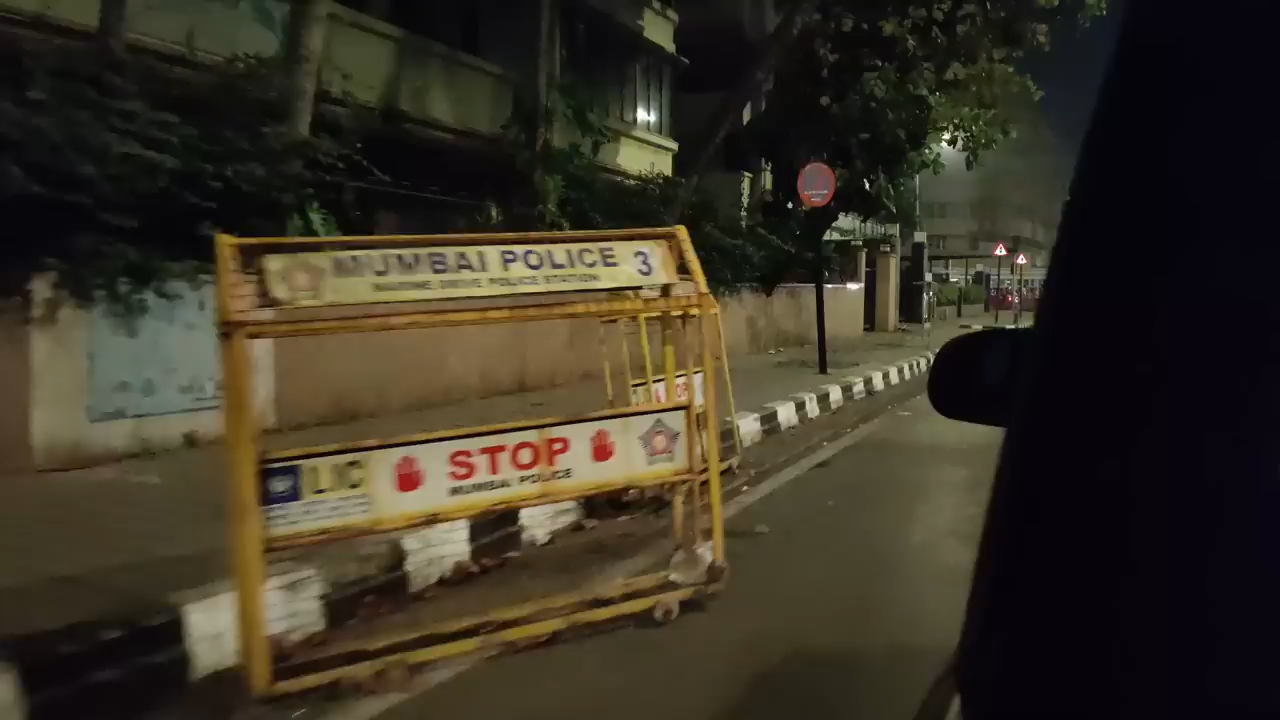 MUMBAI POLICE 3
MARINE DRIVE POLICE STATION
LIC
STOP
MUMBAI POLICE